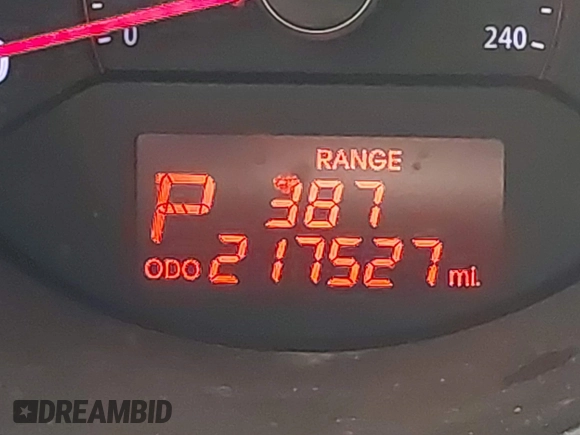 0 240
RANGE
P 387
ODO 217527 mi.
DREAMBID